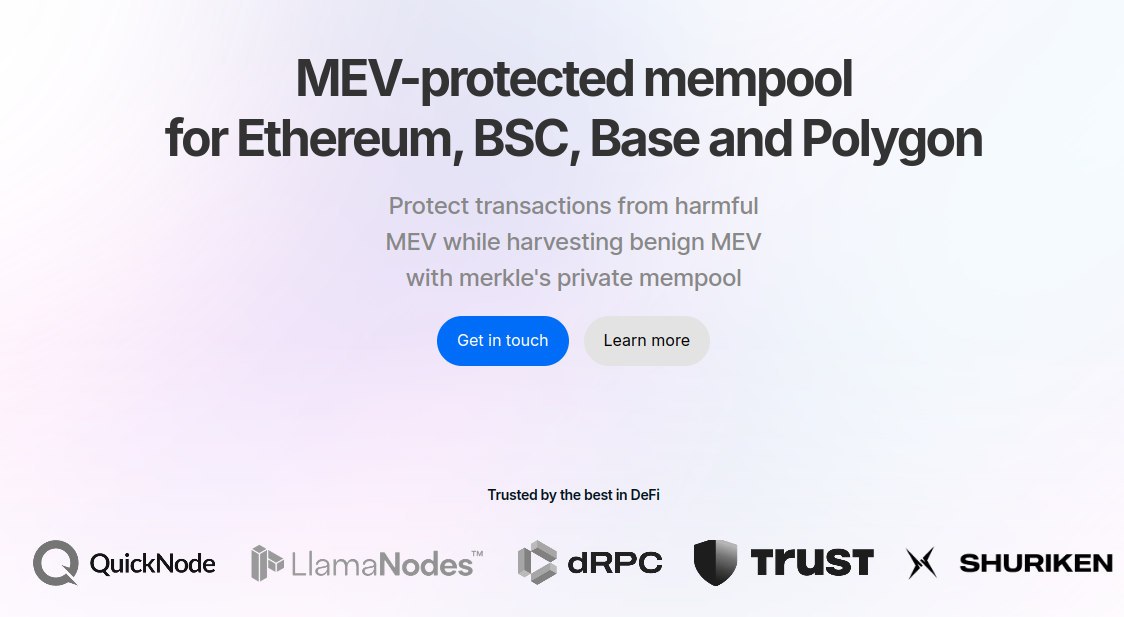 MEV-protected mempool
for Ethereum, BSC, Base and Polygon
Protect transactions from harmful
MEV while harvesting benign MEV
with merkle's private mempool
Get in touch
Learn more
Trusted by the best in DeFi
QuickNode
LlamaNodes™
dRPC
TRUST
SHURIKEN